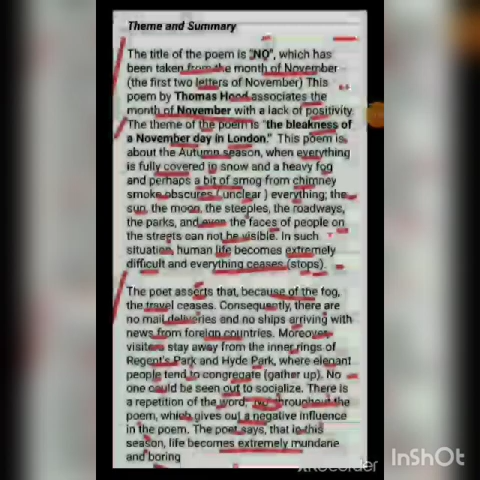 Theme and Summary
The title of the poem is "NO", which has
been taken from the month of November
(the first two letters of November) This
poem by Thomas Hood associates the
month of November with a lack of positivity.
The theme of the poem is "the bleakness of
a November day in London." This poem is
about the Autumn season, when everything
is fully covered in snow and a heavy fog
and perhaps a bit of smog from chimney
smoke obscures ( unclear ) everything; the
sun, the moon, the steeples, the roadways,
the parks, and even the faces of people on
the streets can not be visible. In such
situation, human life becomes extremely
difficult and everything ceases (stops).
The poet asserts that, because of the fog,
the travel ceases. Consequently, there are
no mail deliveries and no ships arriving with
news from foreign countries. Moreover,
visiters stay away from the inner rings of
Regent's Park and Hyde Park, where elegant
people tend to congregate (gather up). No
one could be seen out to socialize. There is
a repetition of the word, "No" throughout the
poem, which gives out a negative influence
in the poem. The poet says, that in this
season, life becomes extremely mundane
and boring
XRecorder
InShOt